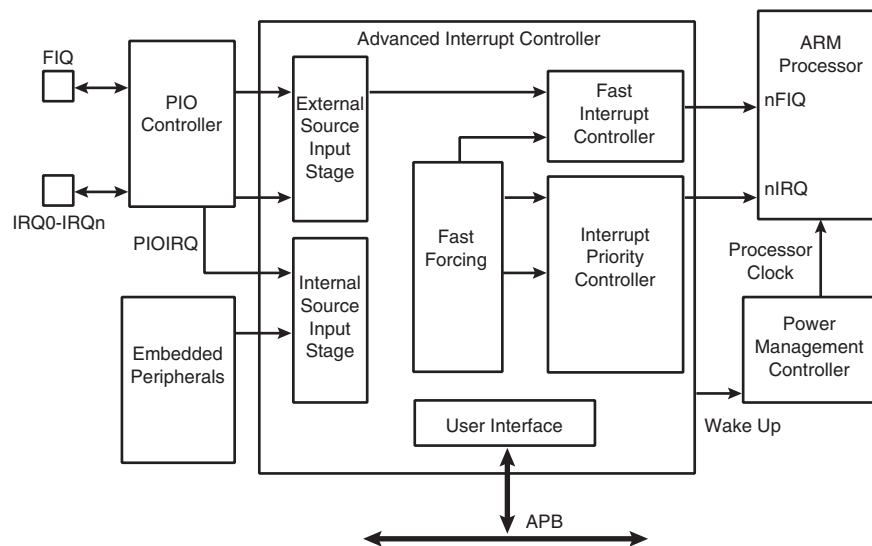 Advanced Interrupt Controller
FIQ
PIO
Controller
IRQ0-IRQn
PIOIRQ
Embedded
Peripherals
External
Source
Input
Stage
Internal
Source
Input
Stage
Fast
Forcing
Fast
Interrupt
Controller
Interrupt
Priority
Controller
User Interface
APB
ARM
Processor
nFIQ
nIRQ
Processor
Clock
Power
Management
Controller
Wake Up